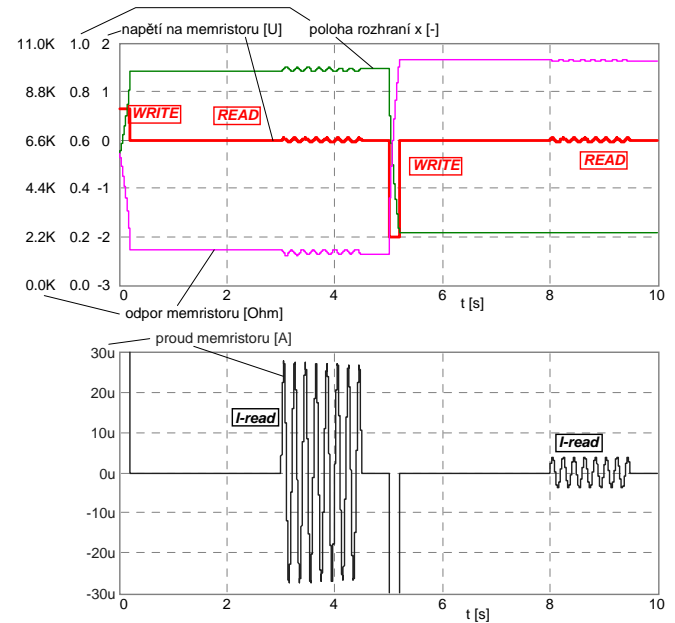 napětí na memristoru [U] poloha rozhraní x [-]
11.0K 1.0 2
8.8K 0.8 1
WRITE READ
6.6K 0.6 0
WRITE READ
4.4K 0.4 -1
2.2K 0.2 -2
0.0K 0.0 -3
0 2 4 6 8 10
t [s]
odpor memristoru [Ohm]
proud memristoru [A]
30u
20u
I-read
10u
I-read
0u
-10u
-20u
-30u
0 2 4 6 8 10
t [s]